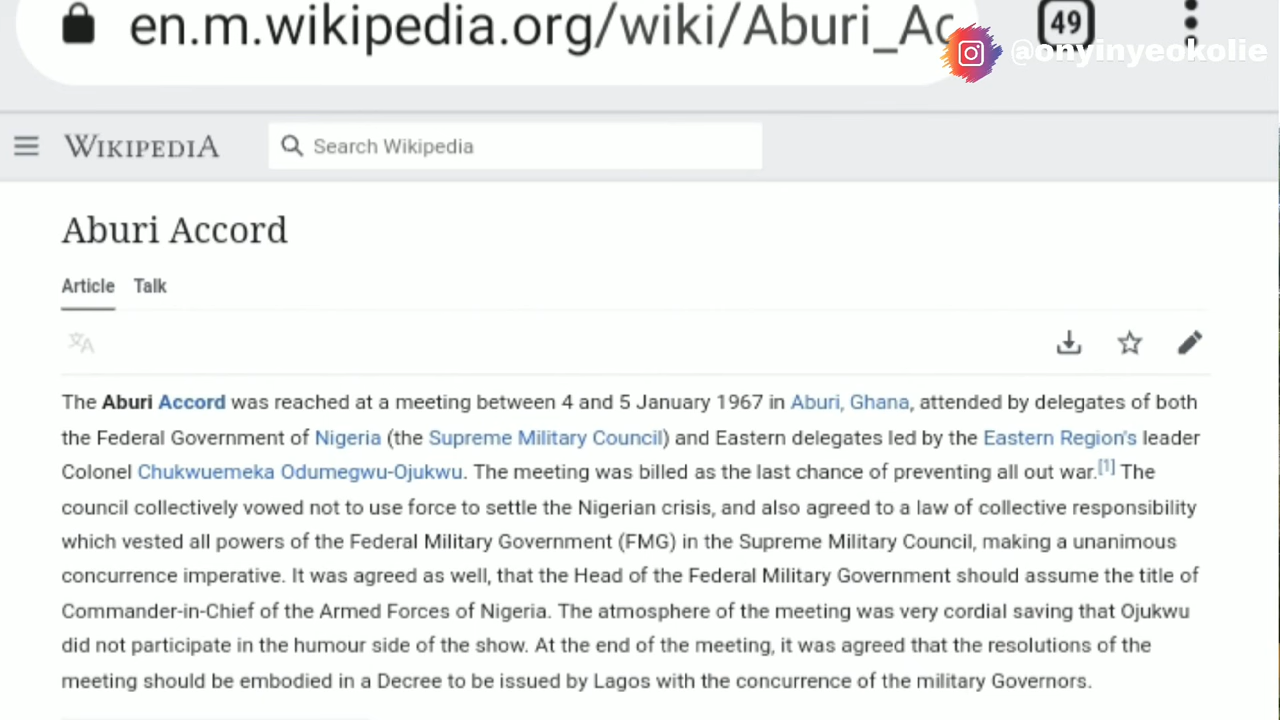 en.m.wikipedia.org/wiki/Aburi_Ac
49
@onyinyeokolie
WIKIPEDIA
Search Wikipedia
Aburi Accord
Article Talk
The Aburi Accord was reached at a meeting between 4 and 5 January 1967 in Aburi, Ghana, attended by delegates of both
the Federal Government of Nigeria (the Supreme Military Council) and Eastern delegates led by the Eastern Region's leader
Colonel Chukwuemeka Odumegwu-Ojukwu. The meeting was billed as the last chance of preventing all out war.[1] The
council collectively vowed not to use force to settle the Nigerian crisis, and also agreed to a law of collective responsibility
which vested all powers of the Federal Military Government (FMG) in the Supreme Military Council, making a unanimous
concurrence imperative. It was agreed as well, that the Head of the Federal Military Government should assume the title of
Commander-in-Chief of the Armed Forces of Nigeria. The atmosphere of the meeting was very cordial saving that Ojukwu
did not participate in the humour side of the show. At the end of the meeting, it was agreed that the resolutions of the
meeting should be embodied in a Decree to be issued by Lagos with the concurrence of the military Governors.